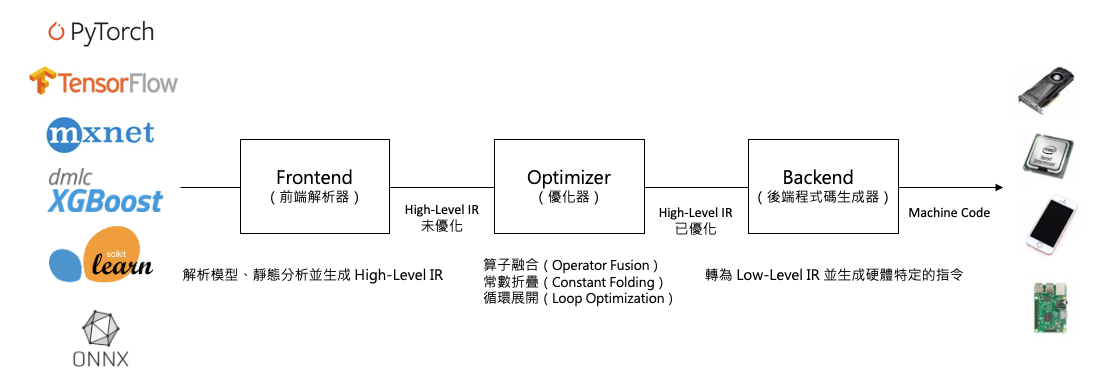 PyTorch
TensorFlow
mxnet
dmlc
XGBoost
scikit
learn
ONNX
Frontend
（前端解析器）
High-Level IR
未優化
解析模型、靜態分析並生成 High-Level IR
Optimizer
（優化器）
High-Level IR
已優化
算子融合（Operator Fusion）
常數折疊（Constant Folding）
循環展開（Loop Optimization）
Backend
（後端程式碼生成器）
Machine Code
轉為 Low-Level IR 並生成硬體特定的指令
intel